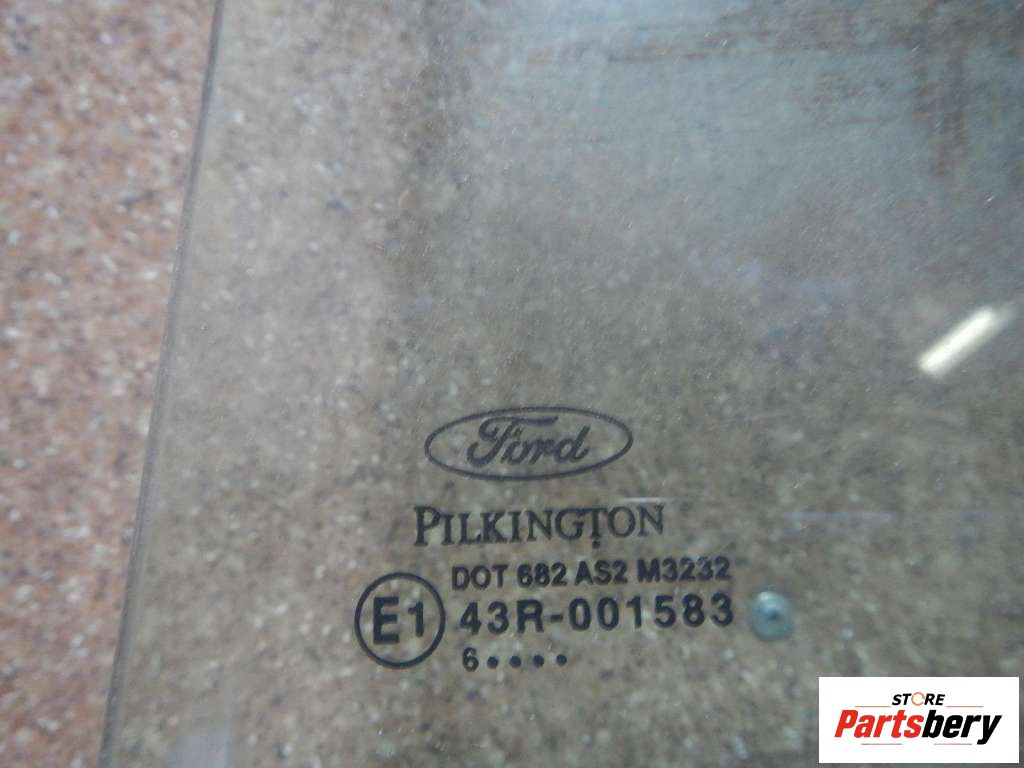 Ford
PILKINGTON
DOT 682 AS2 M3232
E1 43R-001583
6••••
STORE
Partsbery